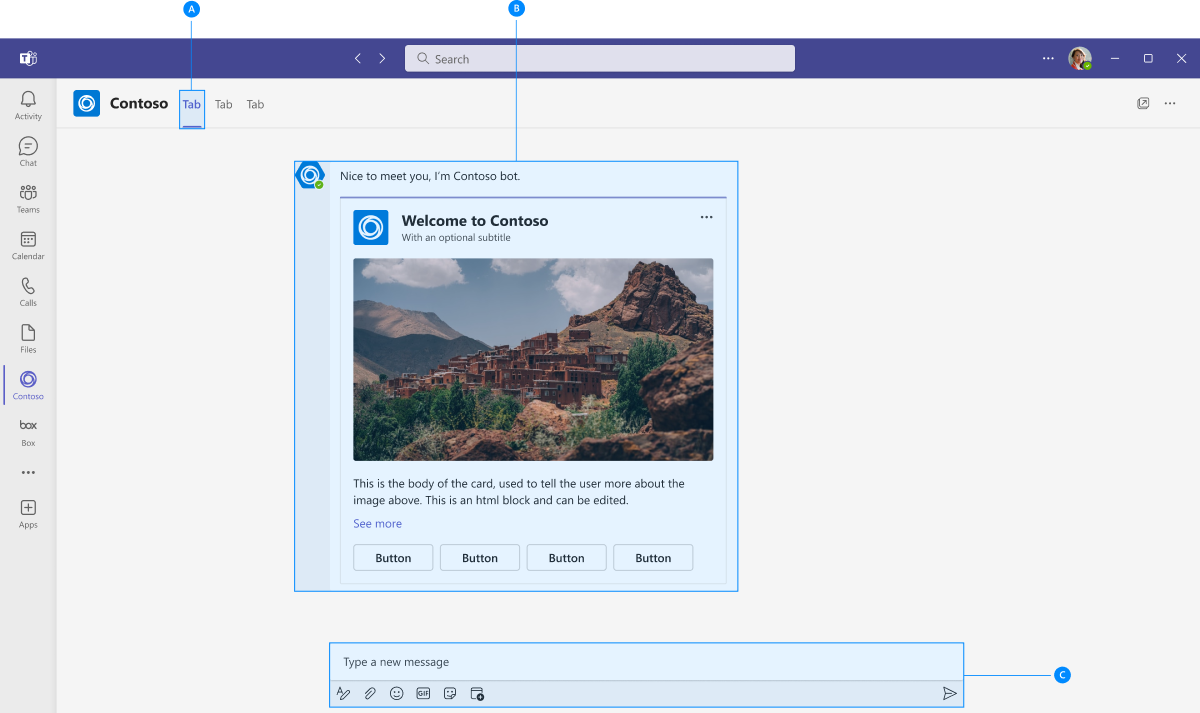 A
B
Search
Activity
Chat
Teams
Calendar
Calls
Files
Contoso
box
Box
Apps
Contoso Tab Tab Tab
Nice to meet you, I'm Contoso bot.
Welcome to Contoso
With an optional subtitle
This is the body of the card, used to tell the user more about the
image above. This is an html block and can be edited.
See more
Button Button Button Button
Type a new message
GIF
C